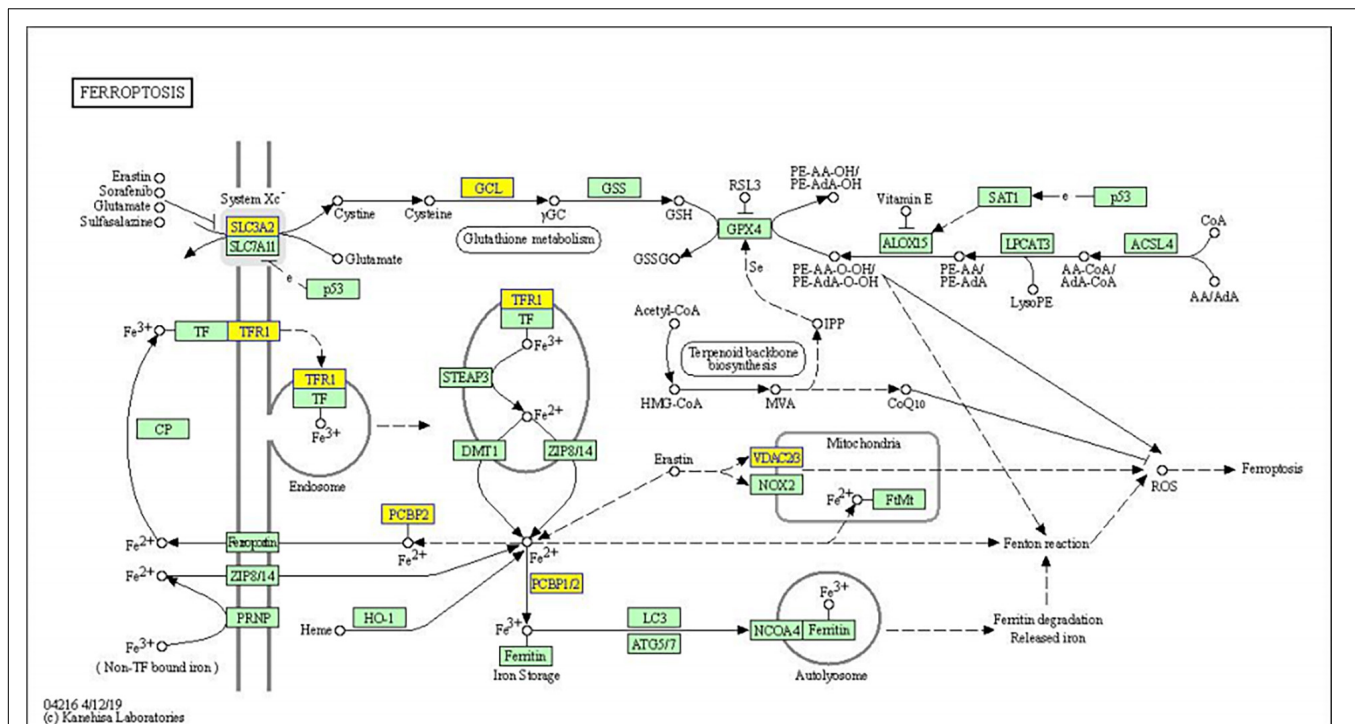 FERROPTOSIS
Erastin
Sorafenib
Glutamate
Sulfasalazine
System Xc-
SLC3A2
SLC7A11
Cystine
Glutamate
e
p53
Cysteine
GCL
γGC
Glutathione metabolism
GSS
GSH
GSSG
RSL3
GPX4
Se
PE-AA-OH/
PE-AdA-OH
PE-AA-O-OH/
PE-AdA-O-OH
Vitamin E
ALOX15
SAT1
e
p53
PE-AA/
PE-AdA
LPCAT3
LysoPE
AA-CoA/
AdA-CoA
ACSL4
CoA
AA/AdA
Fe3+
TF
TFR1
TFR1
TF
Fe3+
Endosome
TFR1
TF
Fe3+
STEAP3
Fe2+
DMT1
ZIP8/14
Acetyl-CoA
IPP
Terpenoid backbone
biosynthesis
HMG-CoA
MVA
CoQ10
CP
Erastin
VDAC2/3
NOX2
Mitochondria
Fe2+
FtMt
ROS
Ferroptosis
Fe2+
Ferroportin
PCBP2
Fe2+
Fe2+
Fenton reaction
Fe2+
ZIP8/14
PRNP
Fe3+
( Non-TF bound iron )
Heme
HO-1
PCBP1/2
Fe3+
Ferritin
Iron Storage
LC3
ATG5/7
Fe3+
NCOA4
Ferritin
Autolyosome
Ferritin degradation
Released iron
04216 4/12/19
(c) Kanehisa Laboratories